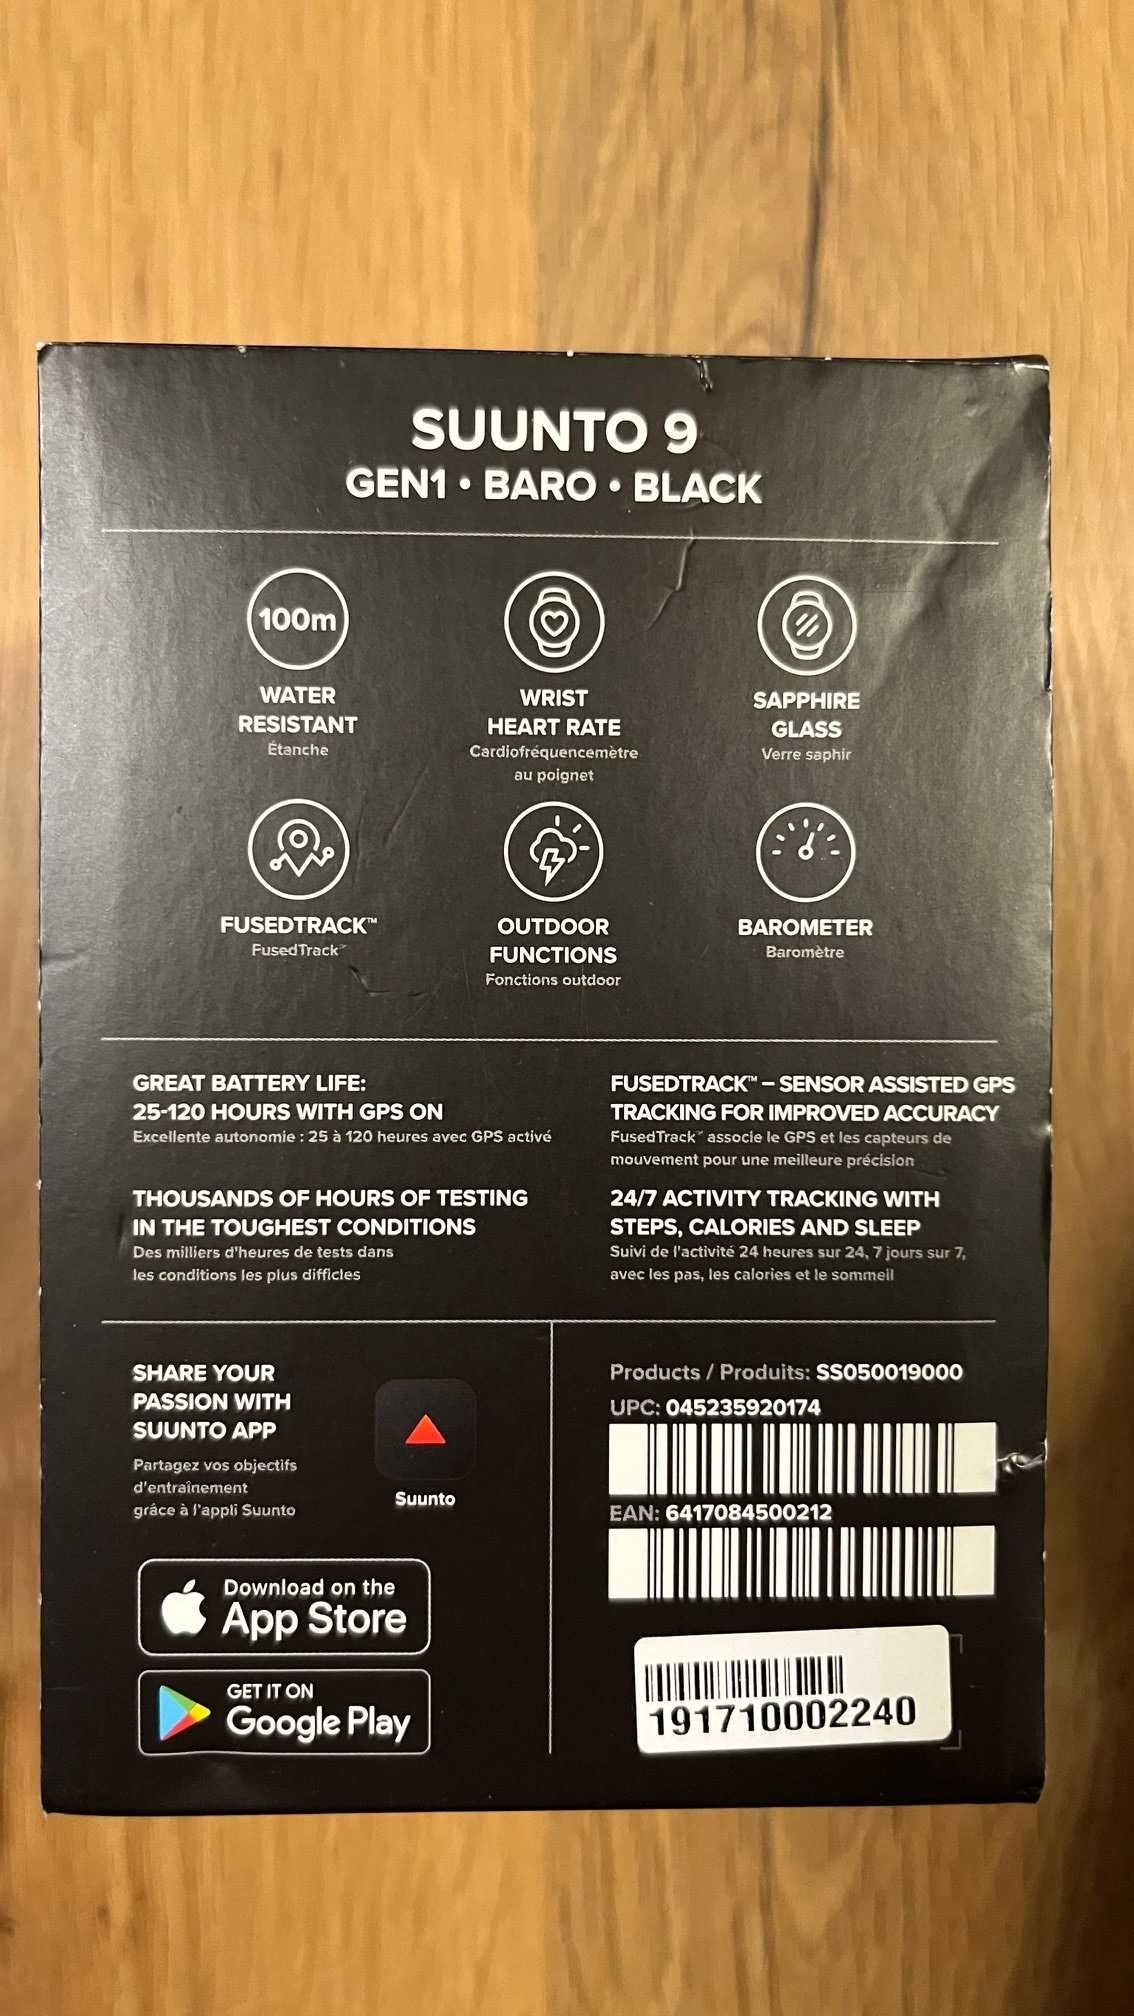 SUUNTO 9
GEN1 • BARO • BLACK
100m
WATER
RESISTANT
Étanche
WRIST
HEART RATE
Cardiofréquencemètre
au poignet
SAPPHIRE
GLASS
Verre saphir
FUSEDTRACK™
FusedTrack™
OUTDOOR
FUNCTIONS
Fonctions outdoor
BAROMETER
Baromètre
GREAT BATTERY LIFE:
25-120 HOURS WITH GPS ON
Excellente autonomie : 25 à 120 heures avec GPS activé
THOUSANDS OF HOURS OF TESTING
IN THE TOUGHEST CONDITIONS
Des milliers d'heures de tests dans
les conditions les plus difficles
FUSEDTRACK™ – SENSOR ASSISTED GPS
TRACKING FOR IMPROVED ACCURACY
FusedTrack™ associe le GPS et les capteurs de
mouvement pour une meilleure précision
24/7 ACTIVITY TRACKING WITH
STEPS, CALORIES AND SLEEP
Suivi de l'activité 24 heures sur 24, 7 jours sur 7,
avec les pas, les calories et le sommeil
SHARE YOUR
PASSION WITH
SUUNTO APP
Partagez vos objectifs
d'entraînement
grâce à l'appli Suunto
Suunto
Download on the
App Store
GET IT ON
Google Play
Products / Produits: SS050019000
UPC: 045235920174
EAN: 6417084500212
191710002240